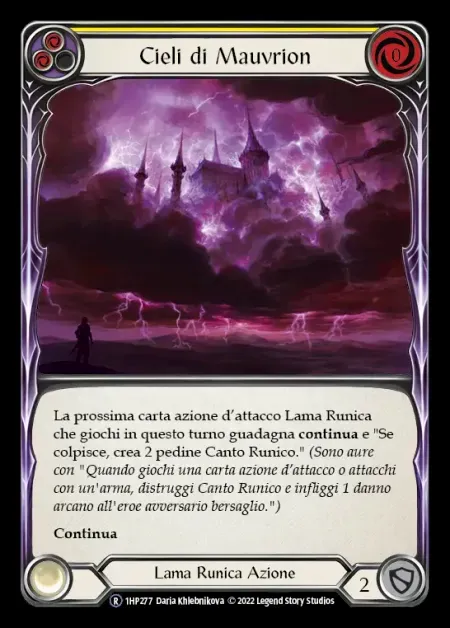 Cieli di Mauvrion
0
La prossima carta azione d'attacco Lama Runica
che giochi in questo turno guadagna continua e "Se
colpisce, crea 2 pedine Canto Runico." (Sono aure
con "Quando giochi una carta azione d'attacco o attacchi
con un'arma, distruggi Canto Runico e infliggi 1 danno
arcano all'eroe avversario bersaglio.")
Continua
Lama Runica Azione
2
R 1HP277 Daria Khlebnikova © 2022 Legend Story Studios